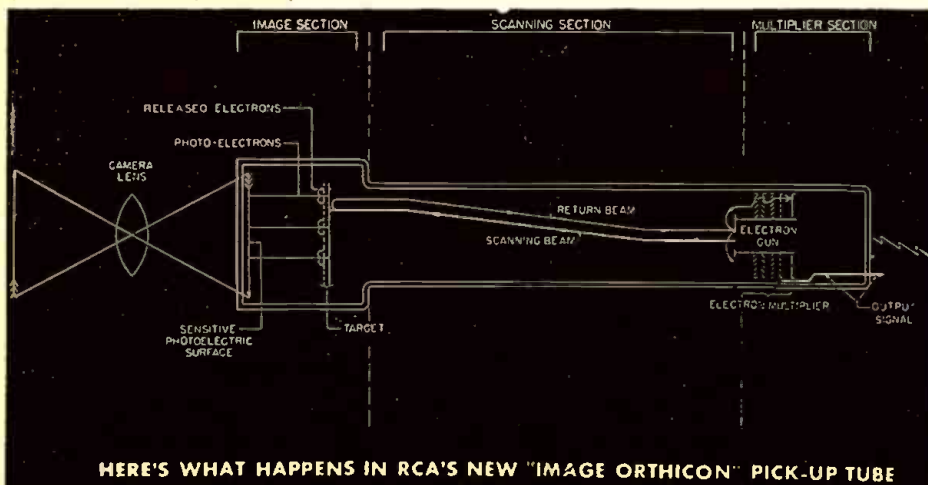 IMAGE SECTION
SCANNING SECTION
MULTIPLIER SECTION
RELEASED ELECTRONS
PHOTO-ELECTRONS
CAMERA
LENS
RETURN BEAM
SCANNING BEAM
ELECTRON
GUN
ELECTRON MULTIPLIER
OUTPUT
SIGNAL
SENSITIVE
PHOTOELECTRIC
SURFACE
TARGET
HERE'S WHAT HAPPENS IN RCA'S NEW "IMAGE ORTHICON" PICK-UP TUBE